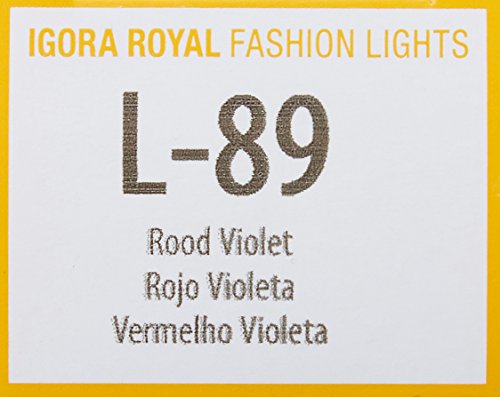 IGORA ROYAL FASHION LIGHTS
L-89
Rood Violet
Rojo Violeta
Vermelho Violeta